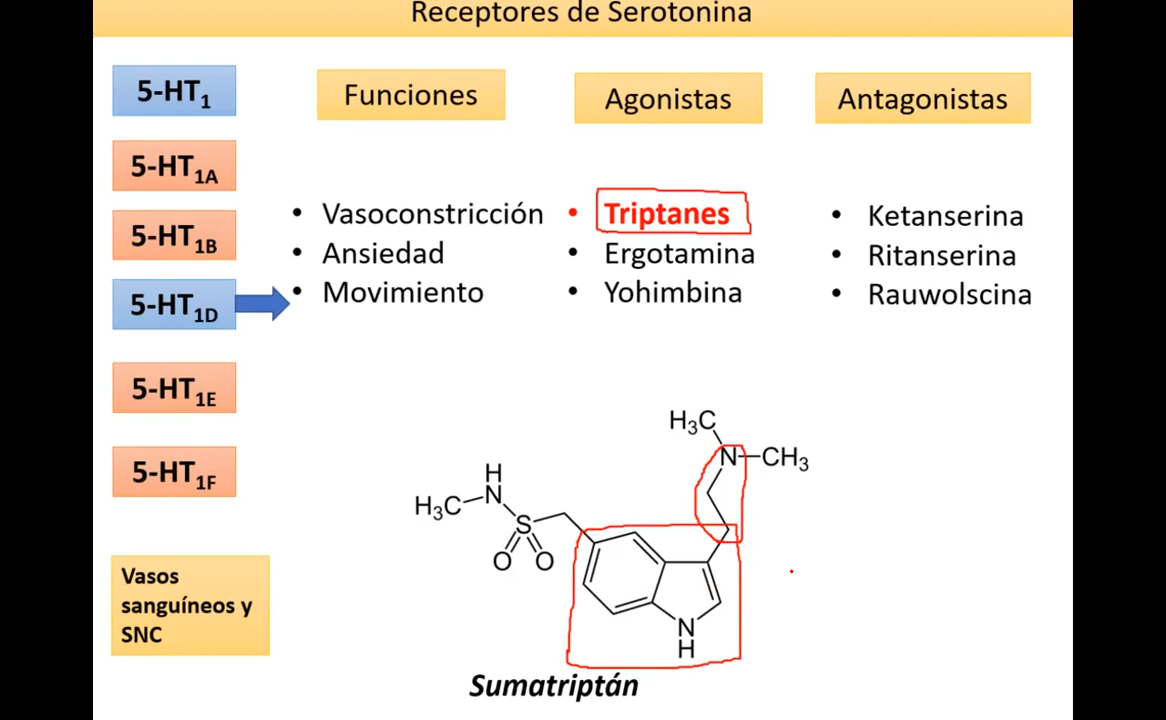 Receptores de Serotonina
5-HT1
Funciones
Agonistas
Antagonistas
5-HT1A
5-HT1B
5-HT1D
5-HT1E
5-HT1F
• Vasoconstricción
• Ansiedad
• Movimiento
• Triptanes
• Ergotamina
• Yohimbina
• Ketanserina
• Ritanserina
• Rauwolscina
Vasos
sanguíneos y
SNC
H3C
N
CH3
H
N
H3C
S
O
O
N
H
Sumatriptán